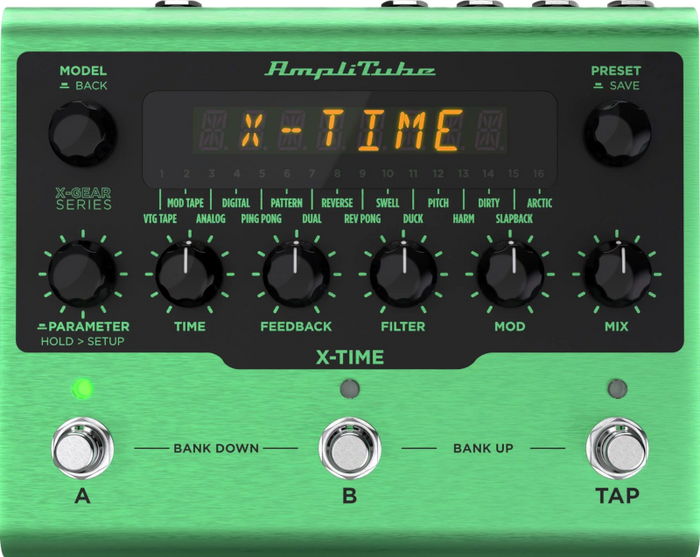 MODEL
BACK
AmpliTube
PRESET
SAVE
X-TIME
1 2 3 4 5 6 7 8 9 10 11 12 13 14 15 16
MOD TAPE DIGITAL PATTERN REVERSE SWELL PITCH DIRTY ARCTIC
VTG TAPE ANALOG PING PONG DUAL REV PONG DUCK HARM SLAPBACK
X-GEAR
SERIES
PARAMETER
HOLD > SETUP
TIME
FEEDBACK
FILTER
MOD
MIX
X-TIME
BANK DOWN
BANK UP
A
B
TAP